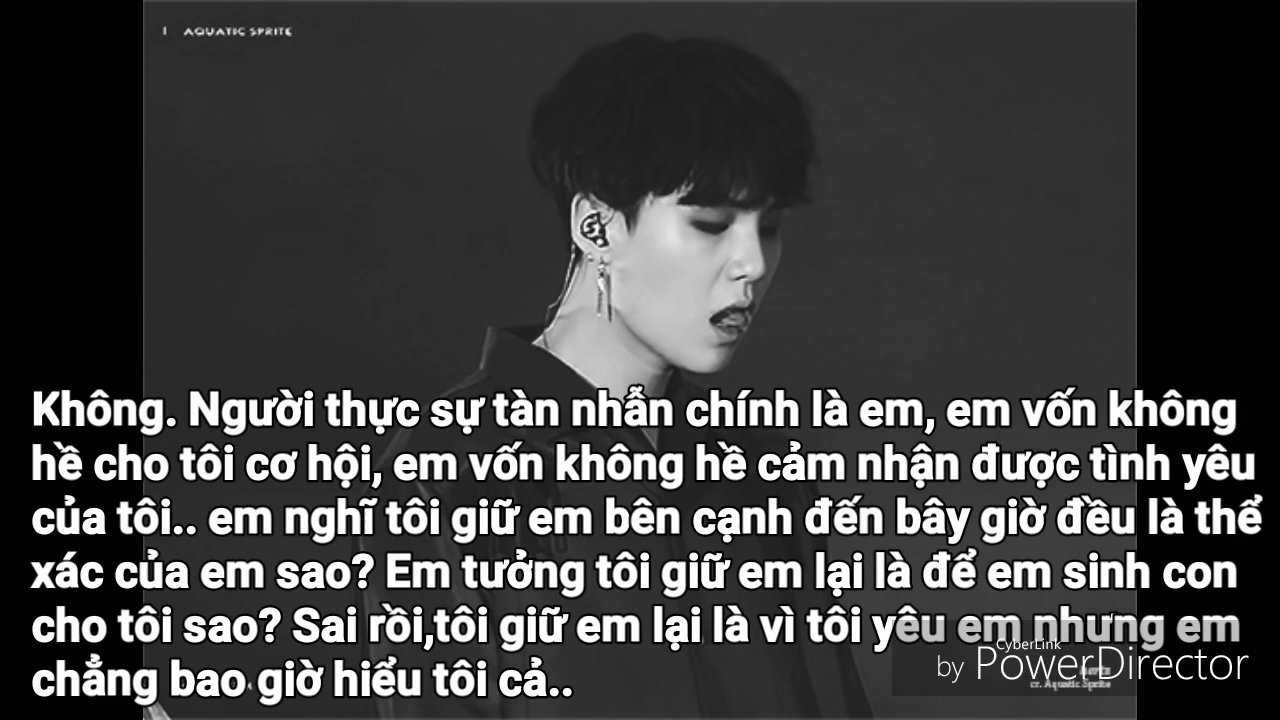 I AQUATIC SPRITE
Không. Người thực sự tàn nhẫn chính là em, em vốn không
hề cho tôi cơ hội, em vốn không hề cảm nhận được tình yêu
của tôi.. em nghĩ tôi giữ em bên cạnh đến bây giờ đều là thể
xác của em sao? Em tưởng tôi giữ em lại là để em sinh con
cho tôi sao? Sai rồi,tôi giữ em lại là vì tôi yêu em nhưng em
chẳng bao giờ hiểu tôi cả..
CyberLink
by PowerDirector
cr. Aquatic Sprite